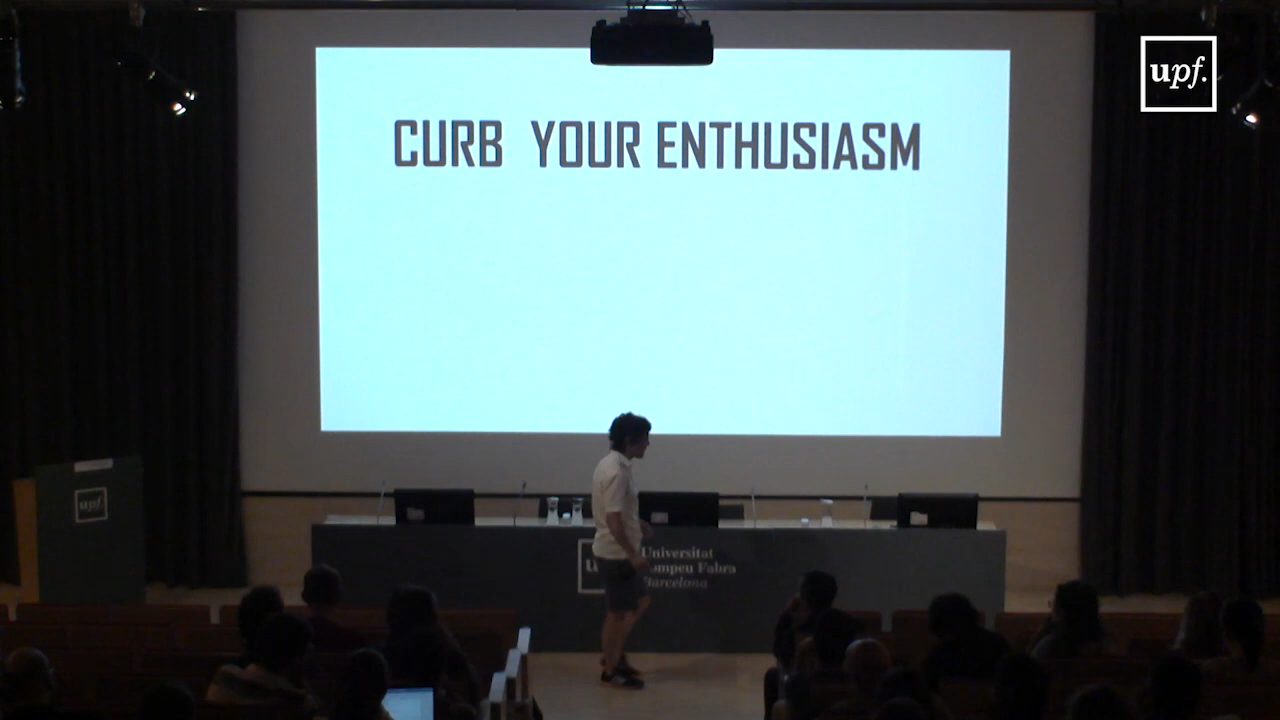 upf.
CURB YOUR ENTHUSIASM
upf
Universitat
Pompeu Fabra
Barcelona